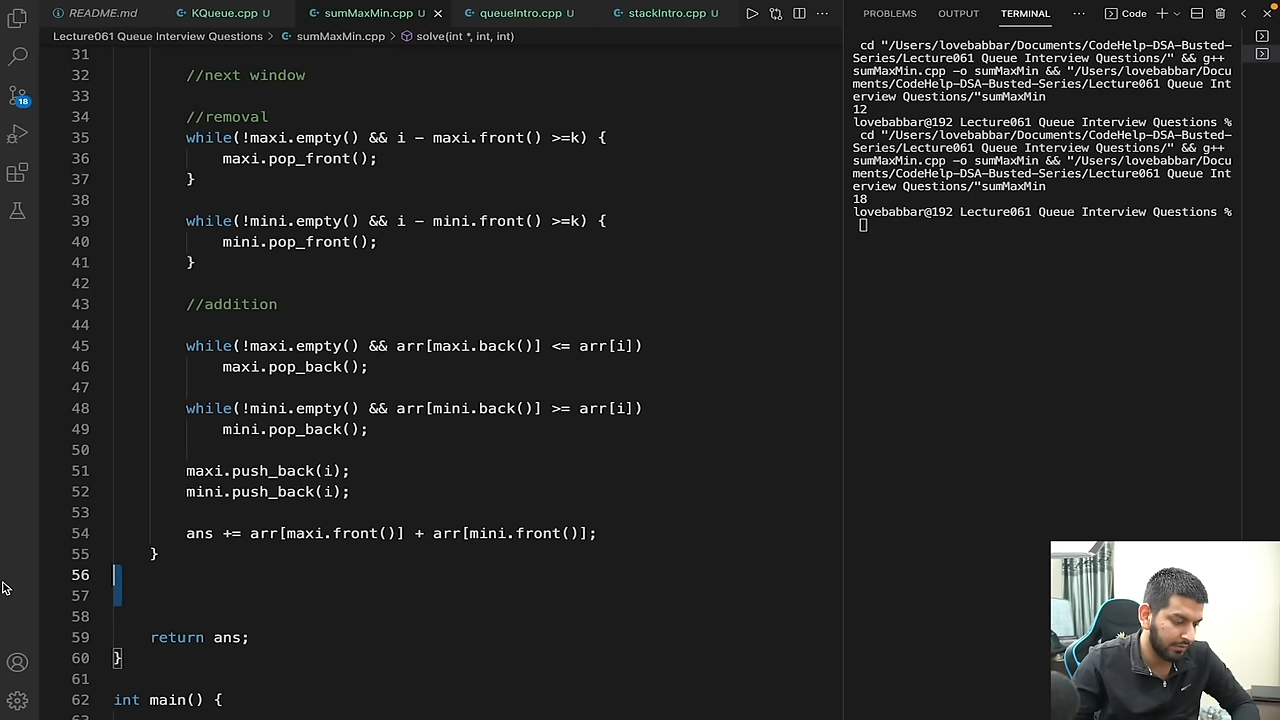 README.md
KQueue.cpp U
sumMaxMin.cpp U
queueIntro.cpp U
stackIntro.cpp U
Lecture061 Queue Interview Questions > sumMaxMin.cpp > solve(int *, int, int)
31
32 //next window
33
34 //removal
35 while(!maxi.empty() && i - maxi.front() >=k) {
36 maxi.pop_front();
37 }
38
39 while(!mini.empty() && i - mini.front() >=k) {
40 mini.pop_front();
41 }
42
43 //addition
44
45 while(!maxi.empty() && arr[maxi.back()] <= arr[i])
46 maxi.pop_back();
47
48 while(!mini.empty() && arr[mini.back()] >= arr[i])
49 mini.pop_back();
50
51 maxi.push_back(i);
52 mini.push_back(i);
53
54 ans += arr[maxi.front()] + arr[mini.front()];
55 }
56
57
58
59 return ans;
60 }
61
62 int main() {
18
PROBLEMS OUTPUT TERMINAL ··· Code
cd "/Users/lovebabbar/Documents/CodeHelp-DSA-Busted-
Series/Lecture061 Queue Interview Questions/" && g++
sumMaxMin.cpp -o sumMaxMin && "/Users/lovebabbar/Docu
ments/CodeHelp-DSA-Busted-Series/Lecture061 Queue Int
erview Questions/"sumMaxMin
12
lovebabbar@192 Lecture061 Queue Interview Questions %
cd "/Users/lovebabbar/Documents/CodeHelp-DSA-Busted-
Series/Lecture061 Queue Interview Questions/" && g++
sumMaxMin.cpp -o sumMaxMin && "/Users/lovebabbar/Docu
ments/CodeHelp-DSA-Busted-Series/Lecture061 Queue Int
erview Questions/"sumMaxMin
18
lovebabbar@192 Lecture061 Queue Interview Questions %